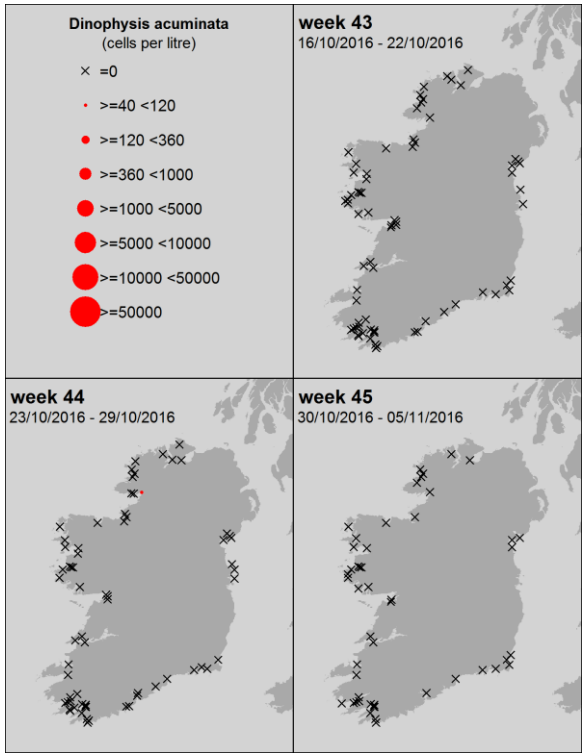 Dinophysis acuminata
(cells per litre)
=0
>=40 <120
>=120 <360
>=360 <1000
>=1000 <5000
>=5000 <10000
>=10000 <50000
>=50000
week 43
16/10/2016 - 22/10/2016
week 44
23/10/2016 - 29/10/2016
week 45
30/10/2016 - 05/11/2016